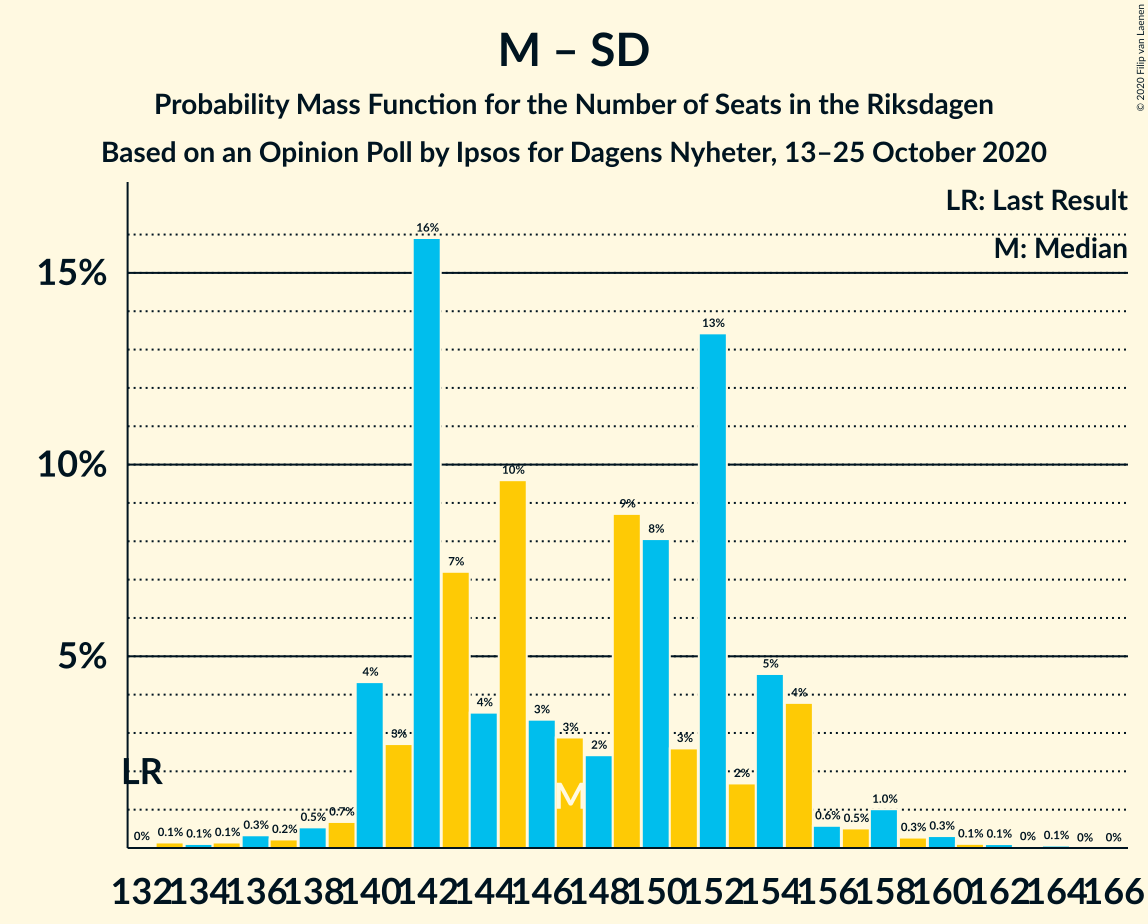 M – SD
Probability Mass Function for the Number of Seats in the Riksdagen
Based on an Opinion Poll by Ipsos for Dagens Nyheter, 13–25 October 2020
© 2020 Filip van Laenen
LR: Last Result
M: Median
15%
10%
5%
LR
M
0% 0.1% 0.1% 0.1% 0.3% 0.2% 0.5% 0.7% 4% 3% 16% 7% 4% 10% 3% 3% 2% 9% 8% 3% 13% 2% 5% 4% 0.6% 0.5% 1.0% 0.3% 0.3% 0.1% 0.1% 0% 0.1% 0% 0%
132 134 136 138 140 142 144 146 148 150 152 154 156 158 160 162 164 166